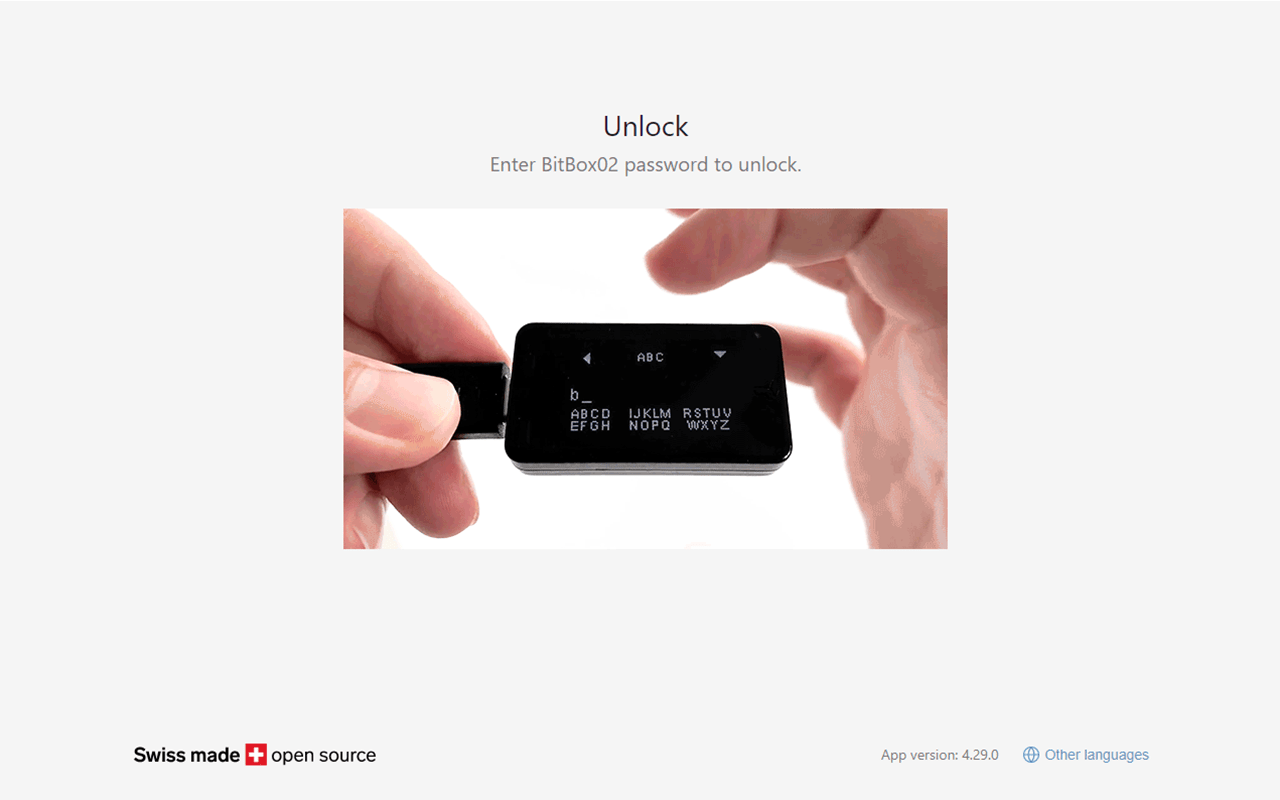 Unlock
Enter BitBox02 password to unlock.
ABC
b_
ABCD IJKLM RSTUV
EFGH NOPQ WXYZ
Swiss made open source
App version: 4.29.0
Other languages